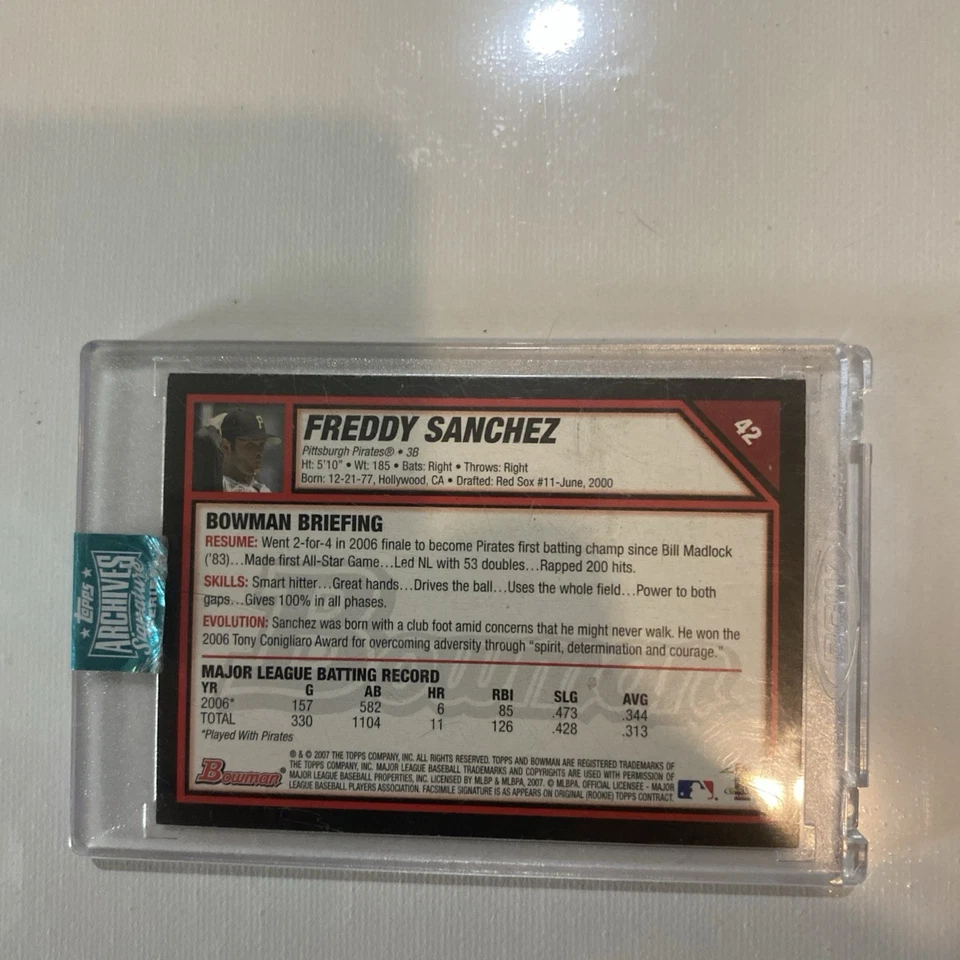 FREDDY SANCHEZ
42
Pittsburgh Pirates® • 3B
Ht: 5'10" • Wt: 185 • Bats: Right • Throws: Right
Born: 12-21-77, Hollywood, CA • Drafted: Red Sox #11-June, 2000
BOWMAN BRIEFING
RESUME: Went 2-for-4 in 2006 finale to become Pirates first batting champ since Bill Madlock
('83)...Made first All-Star Game...Led NL with 53 doubles...Rapped 200 hits.
SKILLS: Smart hitter...Great hands...Drives the ball...Uses the whole field...Power to both
gaps...Gives 100% in all phases.
EVOLUTION: Sanchez was born with a club foot amid concerns that he might never walk. He won the
2006 Tony Conigliaro Award for overcoming adversity through "spirit, determination and courage."
MAJOR LEAGUE BATTING RECORD
YR G AB HR RBI SLG AVG
2006* 157 582 6 85 .473 .344
TOTAL 330 1104 11 126 .428 .313
*Played With Pirates
Bowman®
® & © 2007 THE TOPPS COMPANY, INC. ALL RIGHTS RESERVED. TOPPS AND BOWMAN ARE REGISTERED TRADEMARKS OF
THE TOPPS COMPANY, INC. MAJOR LEAGUE BASEBALL TRADEMARKS AND COPYRIGHTS ARE USED WITH PERMISSION OF
MAJOR LEAGUE BASEBALL PROPERTIES, INC. LICENSED BY MLBP & MLBPA, 2007. © MLBPA. OFFICIAL LICENSEE - MAJOR
LEAGUE BASEBALL PLAYERS ASSOCIATION. FACSIMILE SIGNATURE IS AS APPEARS ON ORIGINAL (ROOKIE) TOPPS CONTRACT.
Bowman
P
★ topps ★
ARCHIVES
Signature
SERIES